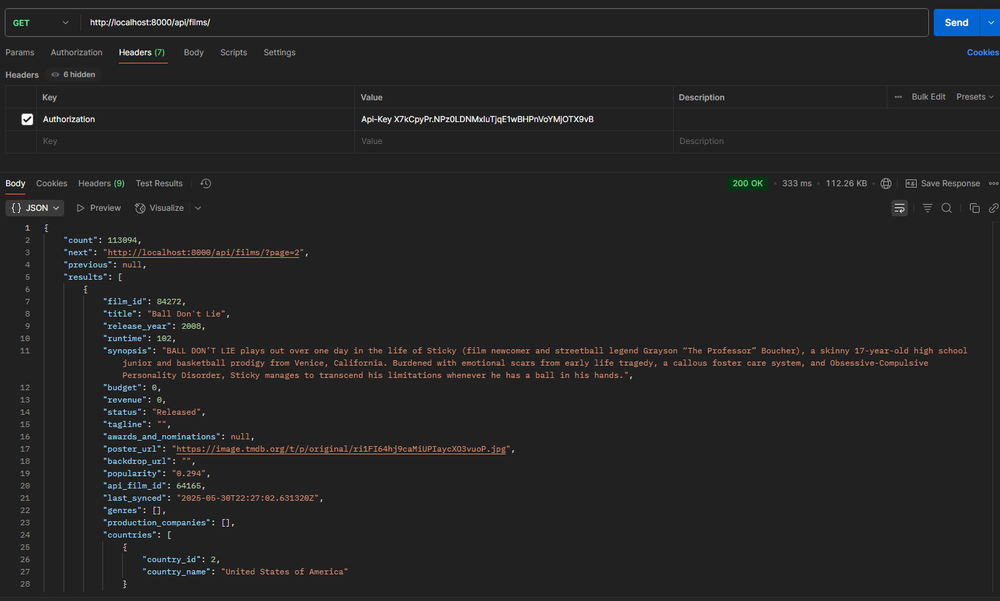 GET http://localhost:8000/api/films/ Send
Params Authorization Headers (7) Body Scripts Settings Cookies
Headers 6 hidden
Key Value Description Bulk Edit Presets
Authorization Api-Key X7kCpyPr.NPz0LDNMxIuTjqE1wBHPnVoYMjOTX9vB
Key Value Description
Body Cookies Headers (9) Test Results 200 OK 333 ms 112.26 KB e.g. Save Response
{} JSON Preview Visualize
1 {
2 "count": 113094,
3 "next": "http://localhost:8000/api/films/?page=2",
4 "previous": null,
5 "results": [
6 {
7 "film_id": 84272,
8 "title": "Ball Don't Lie",
9 "release_year": 2008,
10 "runtime": 102,
11 "synopsis": "BALL DON’T LIE plays out over one day in the life of Sticky (film newcomer and streetball legend Grayson “The Professor” Boucher), a skinny 17-year-old high school
junior and basketball prodigy from Venice, California. Burdened with emotional scars from early life tragedy, a callous foster care system, and Obsessive-Compulsive
Personality Disorder, Sticky manages to transcend his limitations whenever he has a ball in his hands.",
12 "budget": 0,
13 "revenue": 0,
14 "status": "Released",
15 "tagline": "",
16 "awards_and_nominations": null,
17 "poster_url": "https://image.tmdb.org/t/p/original/ri1FI64hj9caMiUPIaycXO3vuoP.jpg",
18 "backdrop_url": "",
19 "popularity": "0.294",
20 "api_film_id": 64165,
21 "last_synced": "2025-05-30T22:27:02.631320Z",
22 "genres": [],
23 "production_companies": [],
24 "countries": [
25 {
26 "country_id": 2,
27 "country_name": "United States of America"
28 }